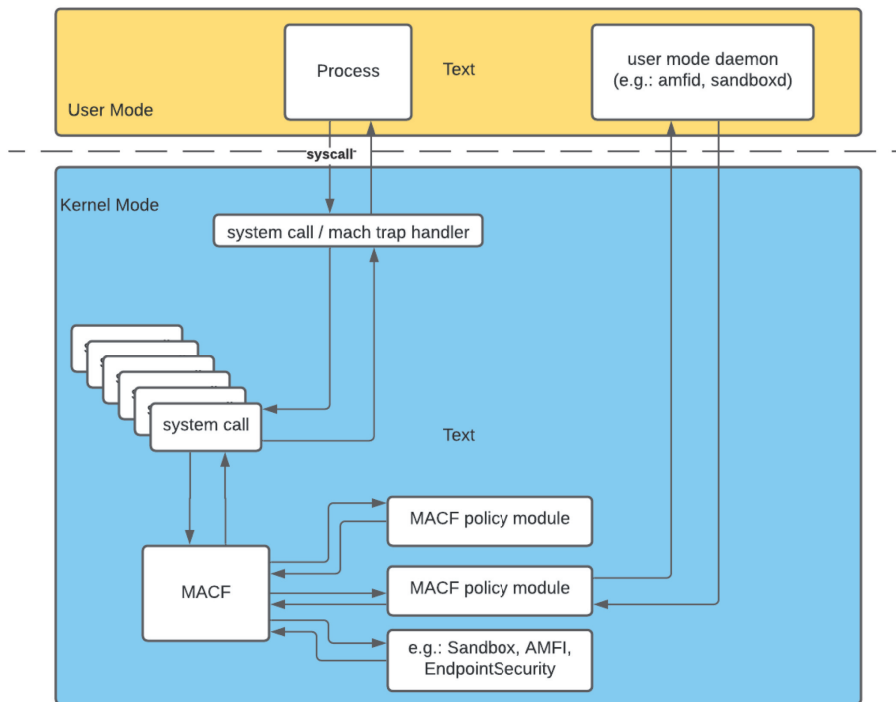 Process
Text
user mode daemon
(e.g.: amfid, sandboxd)
User Mode
syscall
Kernel Mode
system call / mach trap handler
system call
Text
MACF policy module
MACF
MACF policy module
e.g.: Sandbox, AMFI,
EndpointSecurity